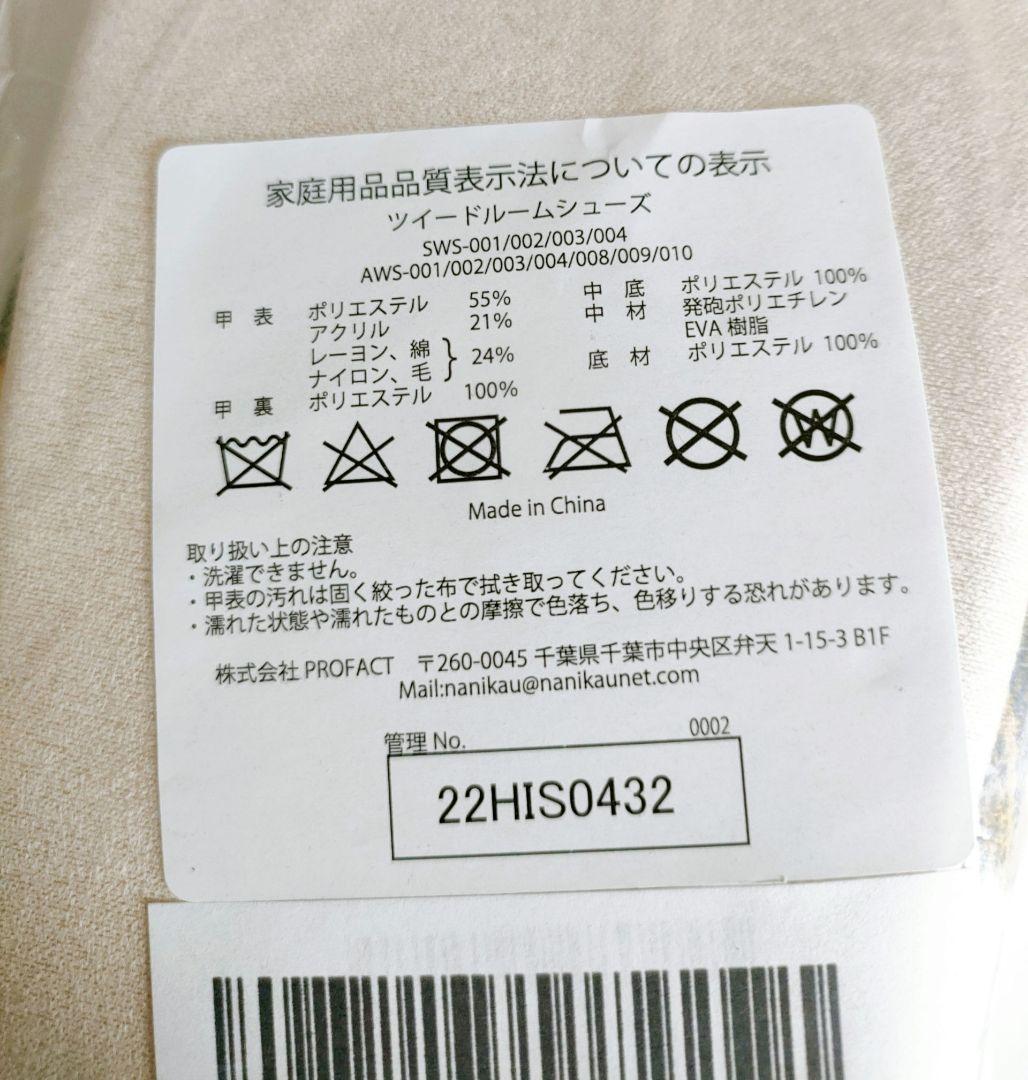 家庭用品品質表示法についての表示
ツイードルームシューズ
SWS-001/002/003/004
AWS-001/002/003/004/008/009/010
甲 表 ポリエステル 55%
アクリル 21%
レーヨン、綿
ナイロン、毛 } 24%
甲 裏 ポリエステル 100%
中 底 ポリエステル 100%
中 材 発砲ポリエチレン
EVA 樹脂
底 材 ポリエステル 100%
W
Made in China
取り扱い上の注意
・洗濯できません。
・甲表の汚れは固く絞った布で拭き取ってください。
・濡れた状態や濡れたものとの摩擦で色落ち、色移りする恐れがあります。
株式会社 PROFACT 〒260-0045 千葉県千葉市中央区弁天 1-15-3 B1F
Mail:nanikau@nanikaunet.com
管理 No. 0002
22HIS0432